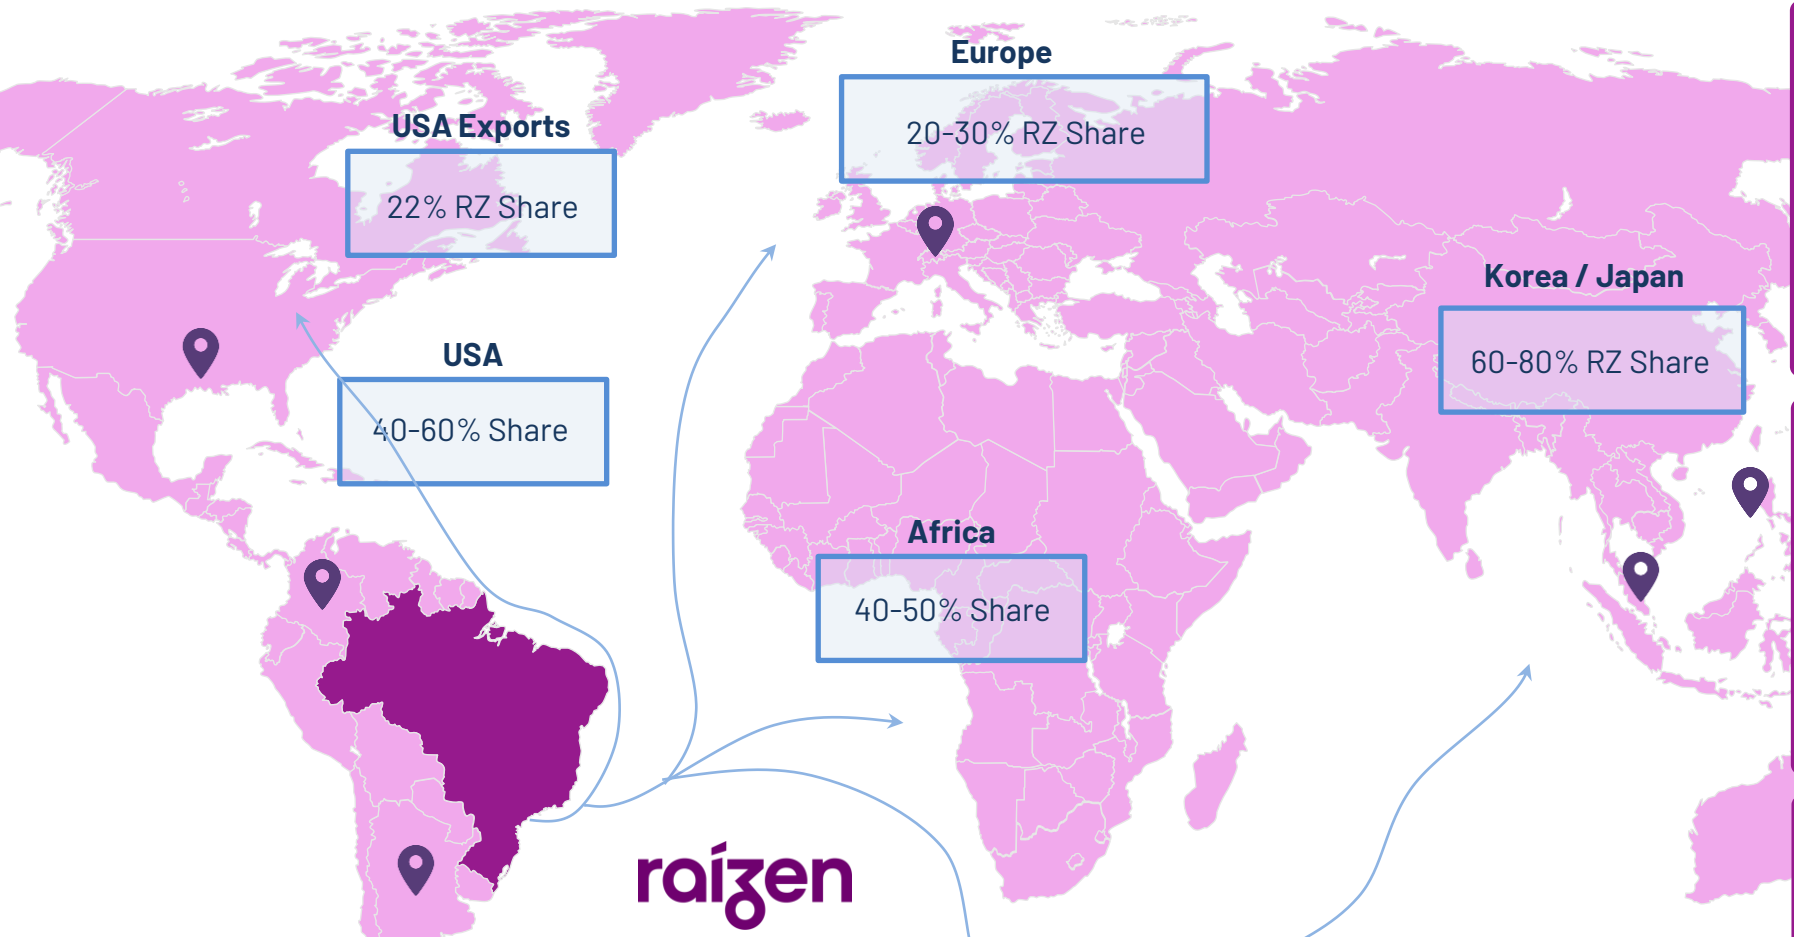 Europe
20-30% RZ Share
USA Exports
22% RZ Share
Korea / Japan
60-80% RZ Share
USA
40-60% Share
Africa
40-50% Share
raízen